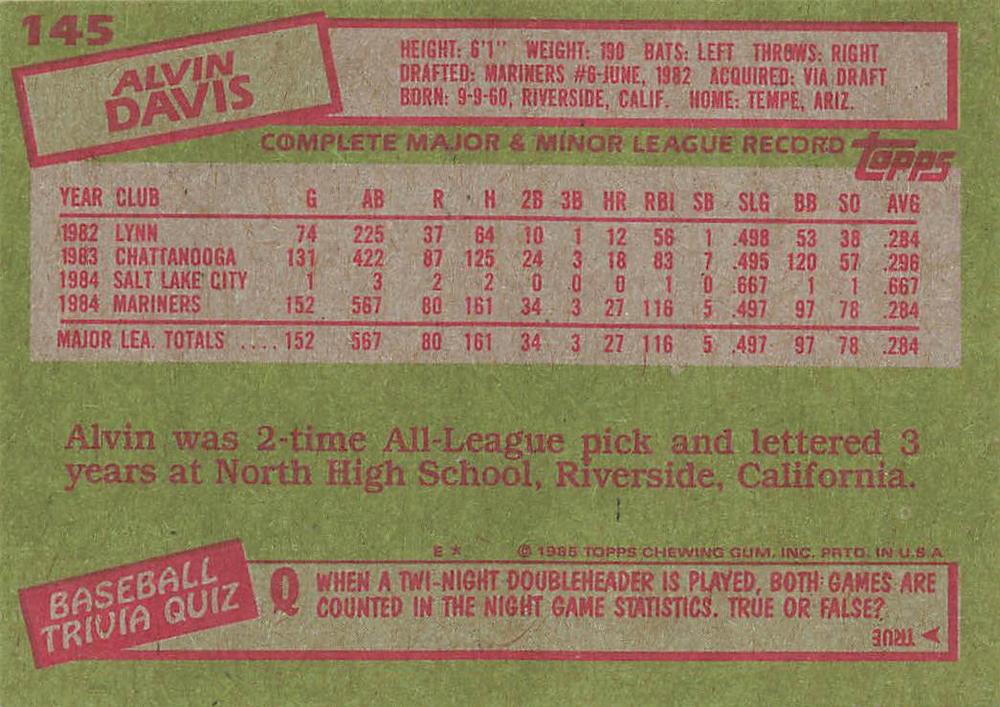 145
ALVIN
DAVIS
HEIGHT: 6'1" WEIGHT: 190 BATS: LEFT THROWS: RIGHT
DRAFTED: MARINERS #6-JUNE, 1982 ACQUIRED: VIA DRAFT
BORN: 9-9-60, RIVERSIDE, CALIF. HOME: TEMPE, ARIZ.
COMPLETE MAJOR & MINOR LEAGUE RECORD topps
YEAR CLUB G AB R H 2B 3B HR RBI SB SLG BB SO AVG
1982 LYNN 74 225 37 64 10 1 12 56 1 .498 53 38 .284
1983 CHATTANOOGA 131 422 87 125 24 3 18 83 7 .495 120 57 .296
1984 SALT LAKE CITY 1 3 2 2 0 0 0 1 0 .667 1 1 .667
1984 MARINERS 152 567 80 161 34 3 27 116 5 .497 97 78 .284
MAJOR LEA. TOTALS .... 152 567 80 161 34 3 27 116 5 .497 97 78 .284
Alvin was 2-time All-League pick and lettered 3
years at North High School, Riverside, California.
E * © 1985 TOPPS CHEWING GUM, INC. PRTD. IN U.S.A.
BASEBALL
TRIVIA QUIZ
Q WHEN A TWI-NIGHT DOUBLEHEADER IS PLAYED, BOTH GAMES ARE
COUNTED IN THE NIGHT GAME STATISTICS. TRUE OR FALSE?
TRUE